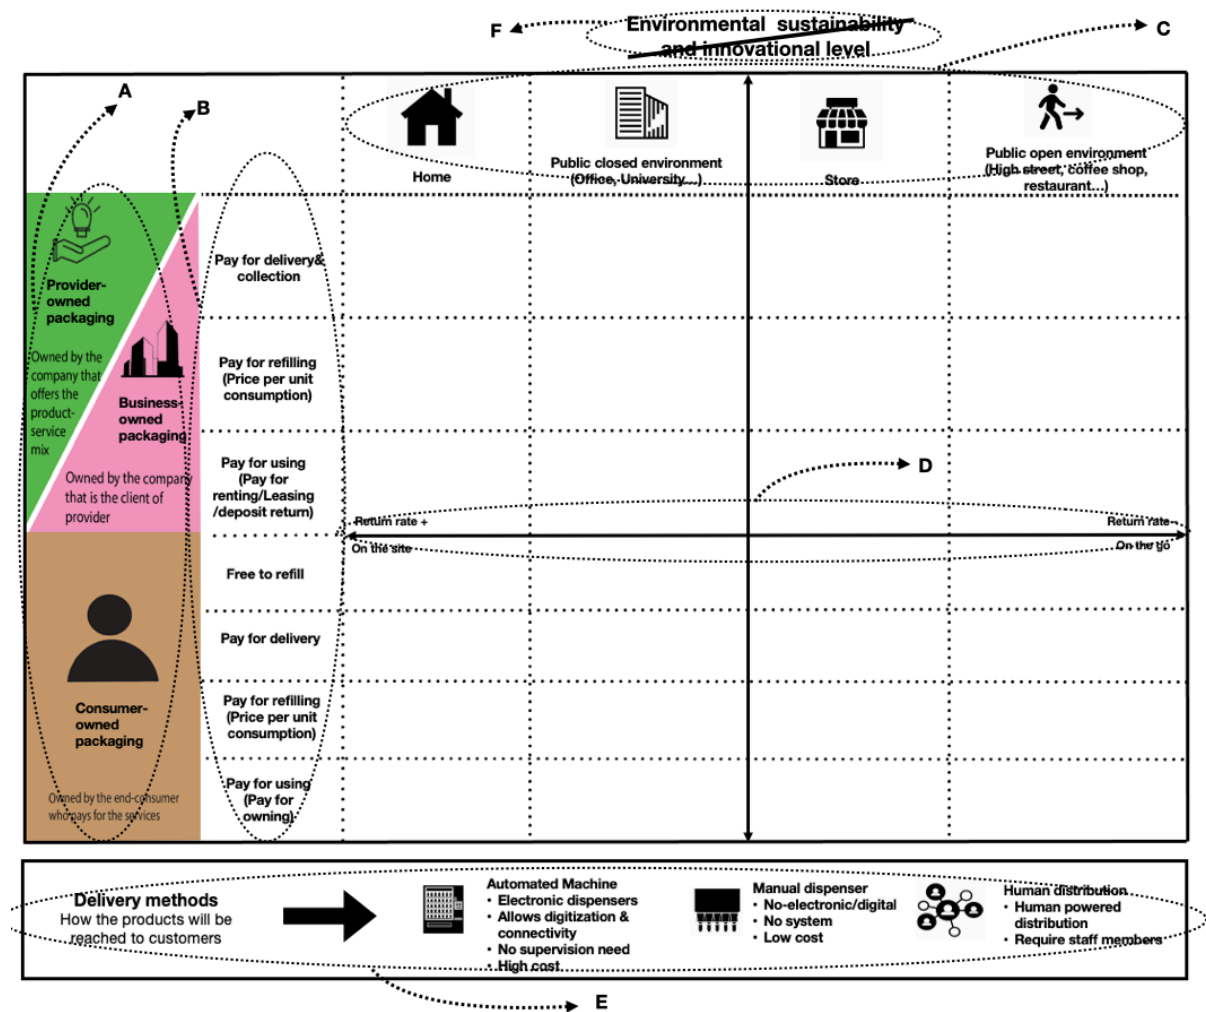 F
Environmental sustainability
and innovational level
C
A
B
Home
Public closed environment
(Office, University...)
Store
Public open environment
(High street, coffee shop,
restaurant...)
Provider-
owned
packaging
Owned by the
company that
offers the
product-
service
mix
Business-
owned
packaging
Owned by the company
that is the client of
provider
Pay for delivery&
collection
Pay for refilling
(Price per unit
consumption)
Pay for using
(Pay for
renting/Leasing
/deposit return)
D
Return rate +
Return rate -
On the site
On the go
Consumer-
owned
packaging
Owned by the end-consumer
who pays for the services
Free to refill
Pay for delivery
Pay for refilling
(Price per unit
consumption)
Pay for using
(Pay for
owning)
Delivery methods
How the products will be
reached to customers
Automated Machine
• Electronic dispensers
• Allows digitization &
connectivity
• No supervision need
• High cost
Manual dispenser
• No-electronic/digital
• No system
• Low cost
Human distribution
• Human powered
distribution
• Require staff members
E